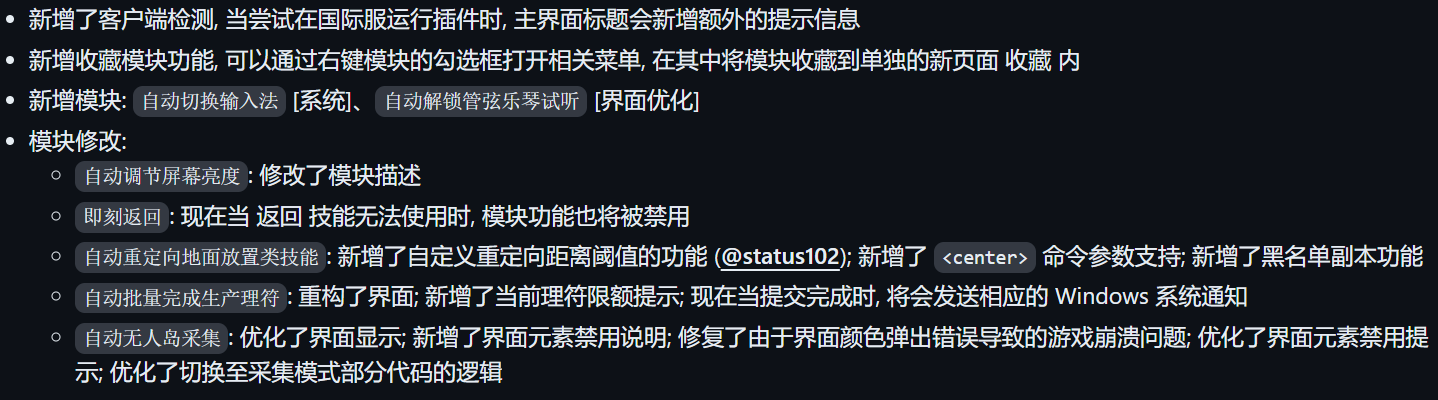 新增了客户端检测, 当尝试在国际服运行插件时, 主界面标题会新增额外的提示信息
新增收藏模块功能, 可以通过右键模块的勾选框打开相关菜单, 在其中将模块收藏到单独的新页面 收藏 内
新增模块: 自动切换输入法 [系统]、 自动解锁管弦乐琴试听 [界面优化]
模块修改:
自动调节屏幕亮度: 修改了模块描述
即刻返回: 现在当 返回 技能无法使用时, 模块功能也将被禁用
自动重定向地面放置类技能: 新增了自定义重定向距离阈值的功能 (@status102); 新增了 <center> 命令参数支持; 新增了黑名单副本功能
自动批量完成生产理符: 重构了界面; 新增了当前理符限额提示; 现在当提交完成时, 将会发送相应的 Windows 系统通知
自动无人岛采集: 优化了界面显示; 新增了界面元素禁用说明; 修复了由于界面颜色弹出错误导致的游戏崩溃问题; 优化了界面元素禁用提
示; 优化了切换至采集模式部分代码的逻辑